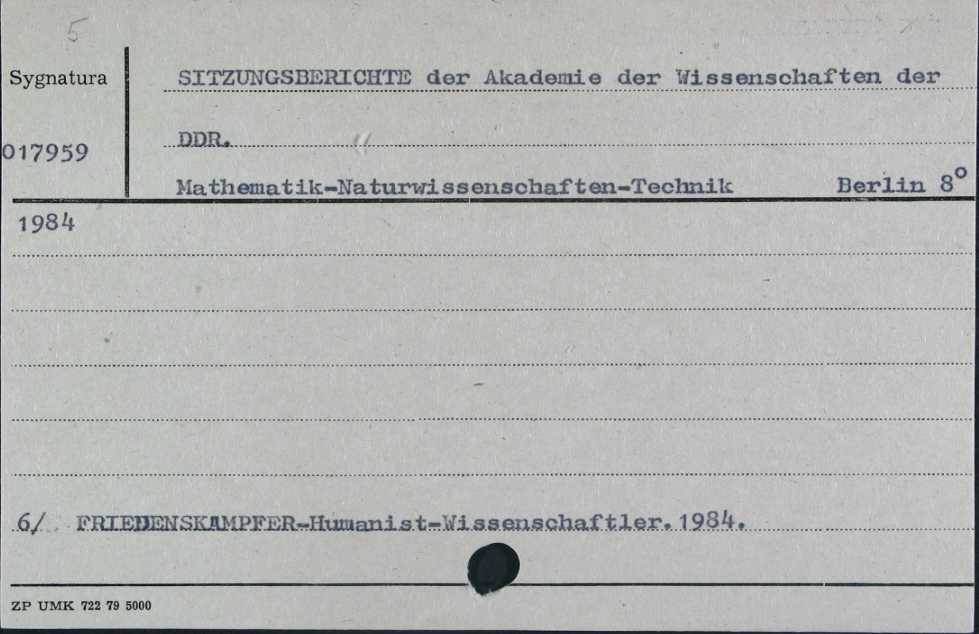 5
Sygnatura
SITZUNGSBERICHTE der Akademie der Wissenschaften der
DDR.
017959
Mathematik-Naturwissenschaften-Technik Berlin 8°
1984
6/ FRIEDENSKAMPFER-Humanist-Wissenschaftler. 1984.
ZP UMK 722 79 5000